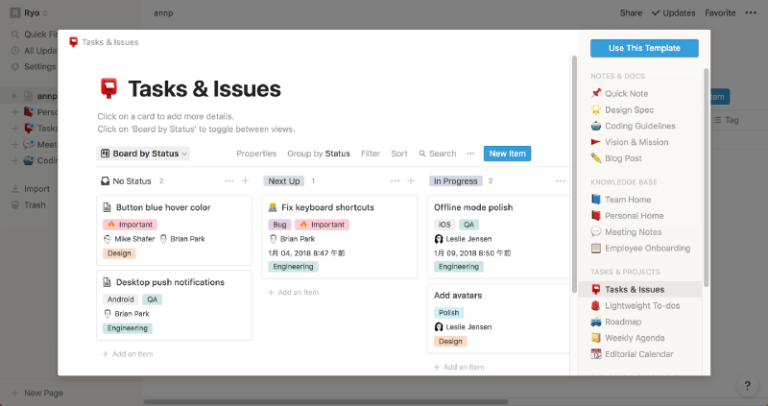 Ryo
annp
Share
Updates
Favorite
Quick Fi
All Upda
Settings
annp
Perso
Tasks
Meet
Codin
Import
Trash
New Page
Tag
Tasks & Issues
Tasks & Issues
Click on a card to add more details.
Click on 'Board by Status' to toggle between views.
Board by Status
Properties
Group by Status
Filter
Sort
Search
New Item
No Status 2
Button blue hover color
Important
Mike Shafer Brian Park
Design
Desktop push notifications
Android QA
Brian Park
Engineering
+ Add an Item
Next Up 1
Fix keyboard shortcuts
Bug Important
Brian Park
1月 04, 2018 8:47 午前
Engineering
+ Add an Item
In Progress 2
Offline mode polish
iOS QA
Leslie Jensen
1月 09, 2018 8:50 午前
Engineering
Add avatars
Polish
Leslie Jensen
Design
+ Add an Item
Use This Template
NOTES & DOCS
Quick Note
Design Spec
Coding Guidelines
Vision & Mission
Blog Post
KNOWLEDGE BASE
Team Home
Personal Home
Meeting Notes
Employee Onboarding
TASKS & PROJECTS
Tasks & Issues
Lightweight To-dos
Roadmap
Weekly Agenda
Editorial Calendar
?